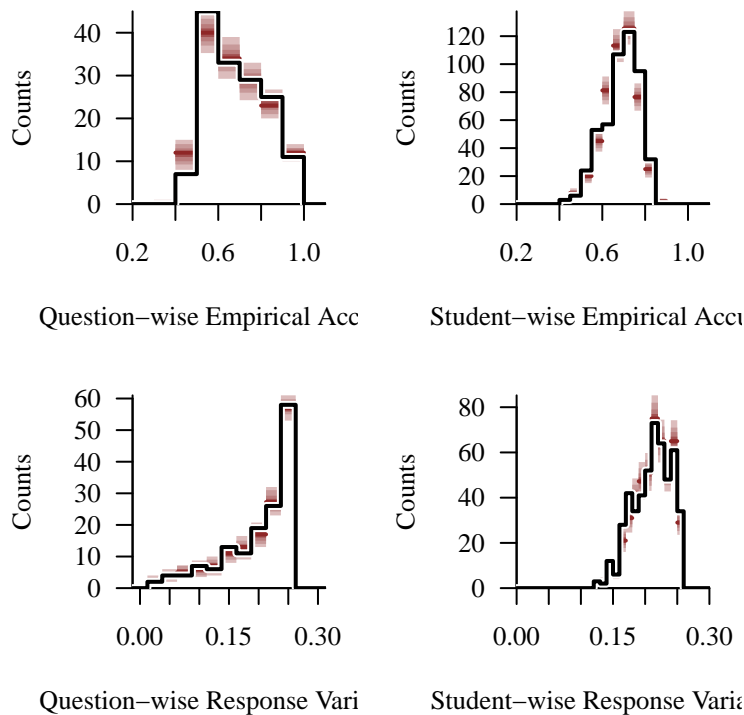 Counts
40
30
20
10
0
0.2 0.6 1.0
Question−wise Empirical Acc
Counts
120
100
80
60
40
20
0
0.2 0.6 1.0
Student−wise Empirical Accu
Counts
60
50
40
30
20
10
0
0.00 0.15 0.30
Question−wise Response Vari
Counts
80
60
40
20
0
0.00 0.15 0.30
Student−wise Response Varia